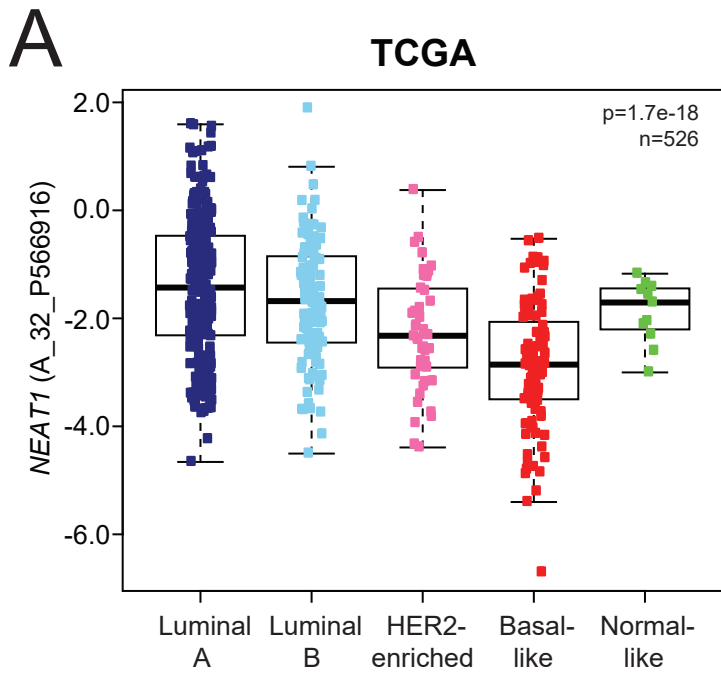 A
TCGA
p=1.7e-18
n=526
NEAT1 (A_32_P566916)
2.0
0.0
-2.0
-4.0
-6.0
Luminal
A
Luminal
B
HER2-
enriched
Basal-
like
Normal-
like